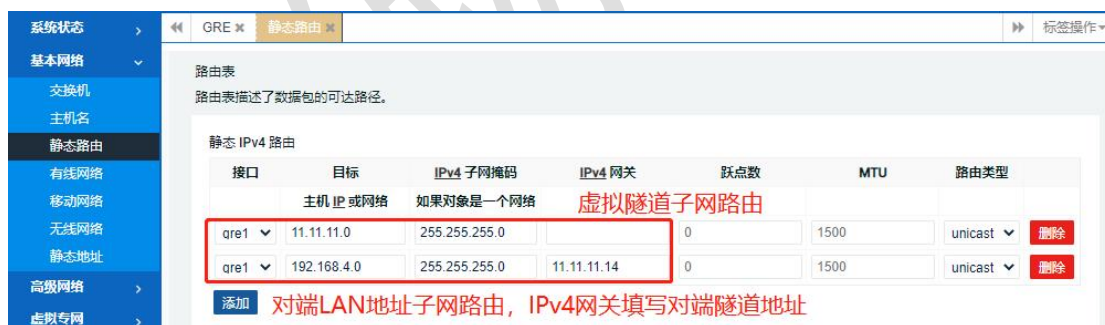 系统状态
GRE 静态路由 标签操作
基本网络
交换机
主机名
静态路由
有线网络
移动网络
无线网络
静态地址
高级网络
虚拟专网
路由表
路由表描述了数据包的可达路径。
静态 IPv4 路由
接口 目标 IPv4 子网掩码 IPv4 网关 跃点数 MTU 路由类型
主机 IP 或网络 如果对象是一个网络
虚拟隧道子网路由
gre1 11.11.11.0 255.255.255.0 0 1500 unicast 删除
gre1 192.168.4.0 255.255.255.0 11.11.11.14 0 1500 unicast 删除
添加
对端LAN地址子网路由，IPv4网关填写对端隧道地址